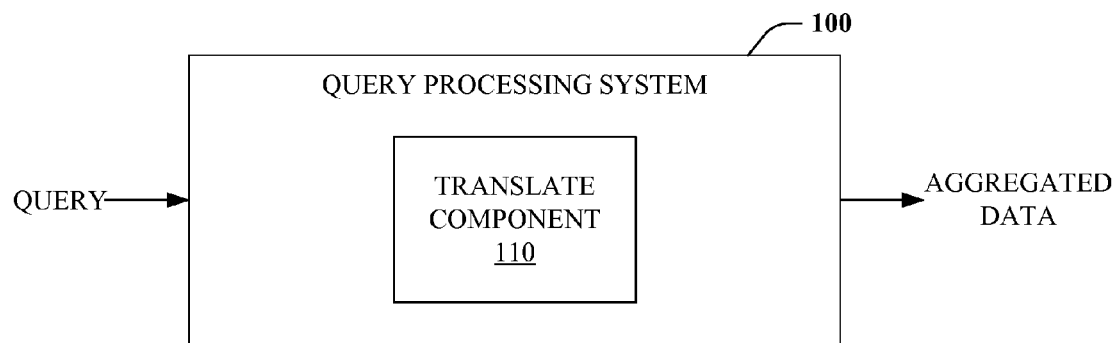 100
QUERY PROCESSING SYSTEM
QUERY
TRANSLATE
COMPONENT
110
AGGREGATED
DATA